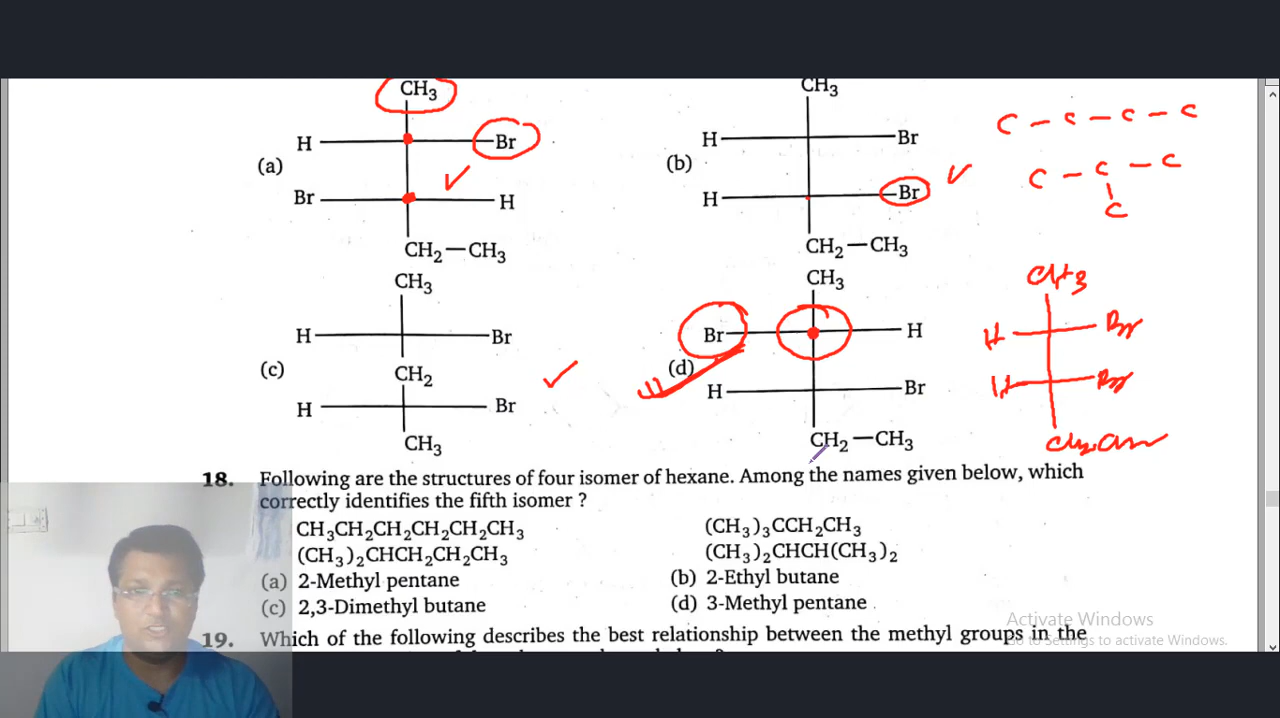 CH3
H Br
(a)
Br H
CH2—CH3
CH3
H Br
(b)
H Br
CH2—CH3
C – C – C – C
C – C – C
C
CH3
H Br
(c) CH2
H Br
CH3
CH3
Br H
(d)
H Br
CH2—CH3
CH3
H Br
H Br
18. Following are the structures of four isomer of hexane. Among the names given below, which
correctly identifies the fifth isomer ?
CH3CH2CH2CH2CH2CH3 (CH3)3CCH2CH3
(CH3)2CHCH2CH2CH3 (CH3)2CHCH(CH3)2
(a) 2-Methyl pentane (b) 2-Ethyl butane
(c) 2,3-Dimethyl butane (d) 3-Methyl pentane
Activate Windows
Go to Settings to activate Windows.
19. Which of the following describes the best relationship between the methyl groups in the